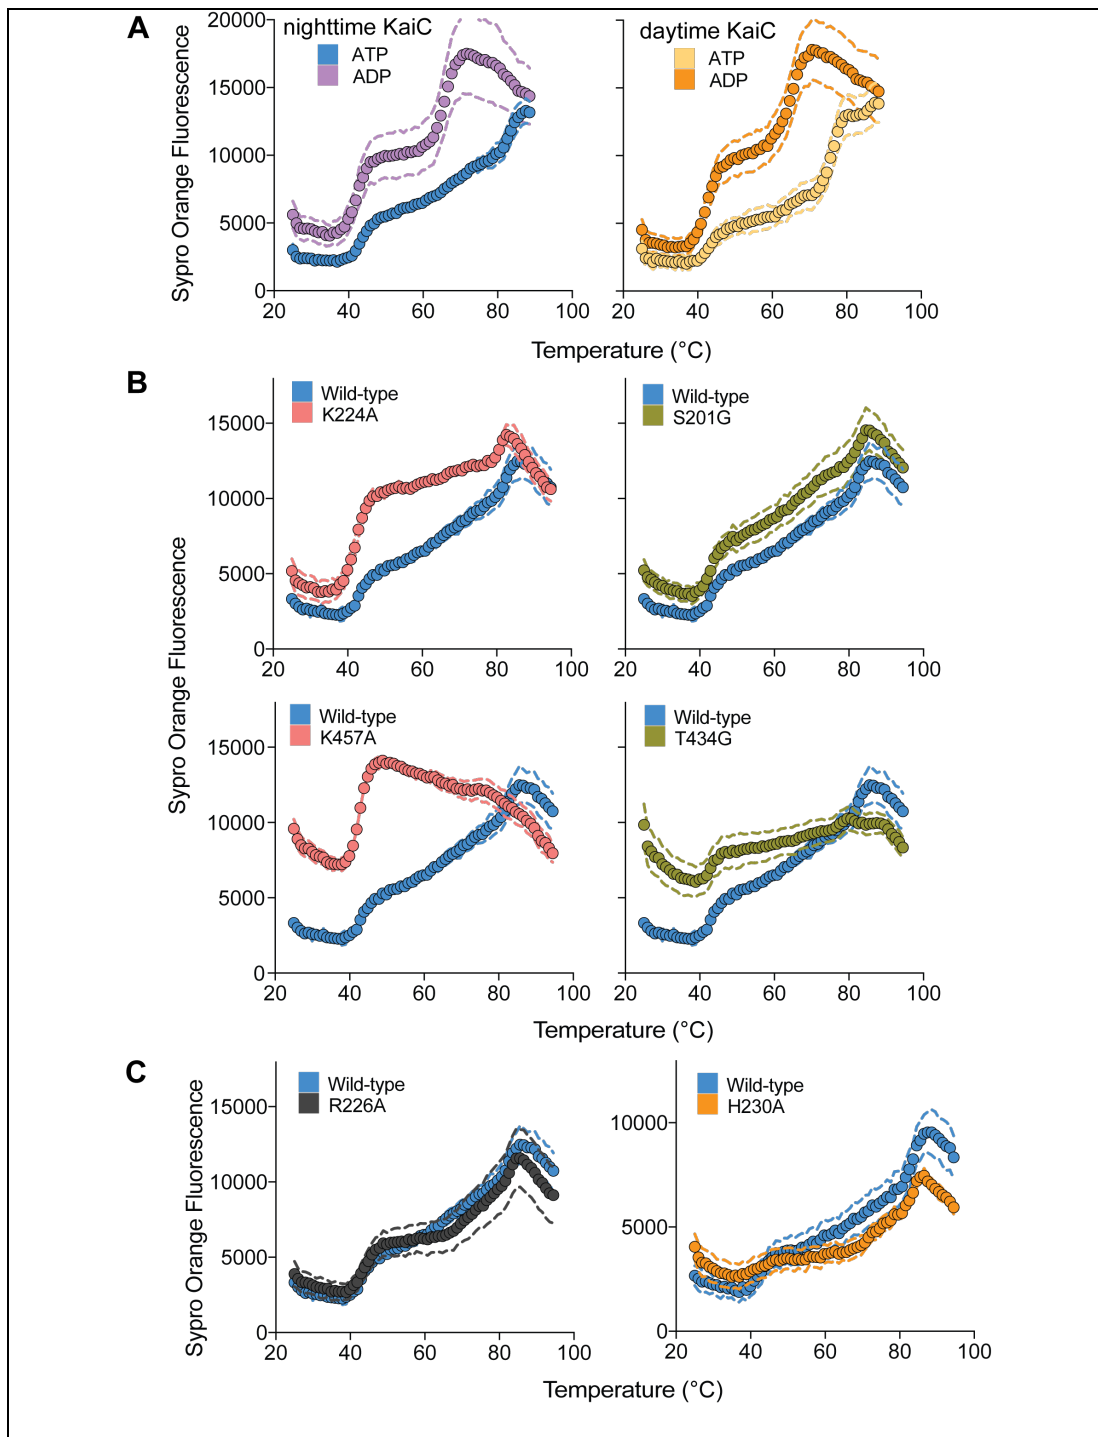 A
nighttime KaiC
ATP
ADP
daytime KaiC
ATP
ADP
Sypro Orange Fluorescence
20000
15000
10000
5000
0
20 40 60 80 100
20 40 60 80 100
Temperature (°C)
B
Wild-type
K224A
Wild-type
S201G
15000
10000
5000
0
20 40 60 80 100
20 40 60 80 100
Sypro Orange Fluorescence
Wild-type
K457A
Wild-type
T434G
15000
10000
5000
0
20 40 60 80 100
20 40 60 80 100
Temperature (°C)
C
Wild-type
R226A
Wild-type
H230A
Sypro Orange Fluorescence
15000
10000
5000
0
20 40 60 80 100
10000
5000
0
20 40 60 80 100
Temperature (°C)